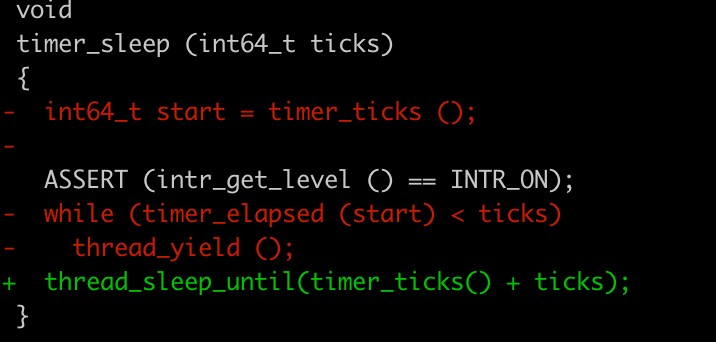 void
timer_sleep (int64_t ticks)
{
-  int64_t start = timer_ticks ();
-
   ASSERT (intr_get_level () == INTR_ON);
-  while (timer_elapsed (start) < ticks)
-    thread_yield ();
+  thread_sleep_until(timer_ticks() + ticks);
}